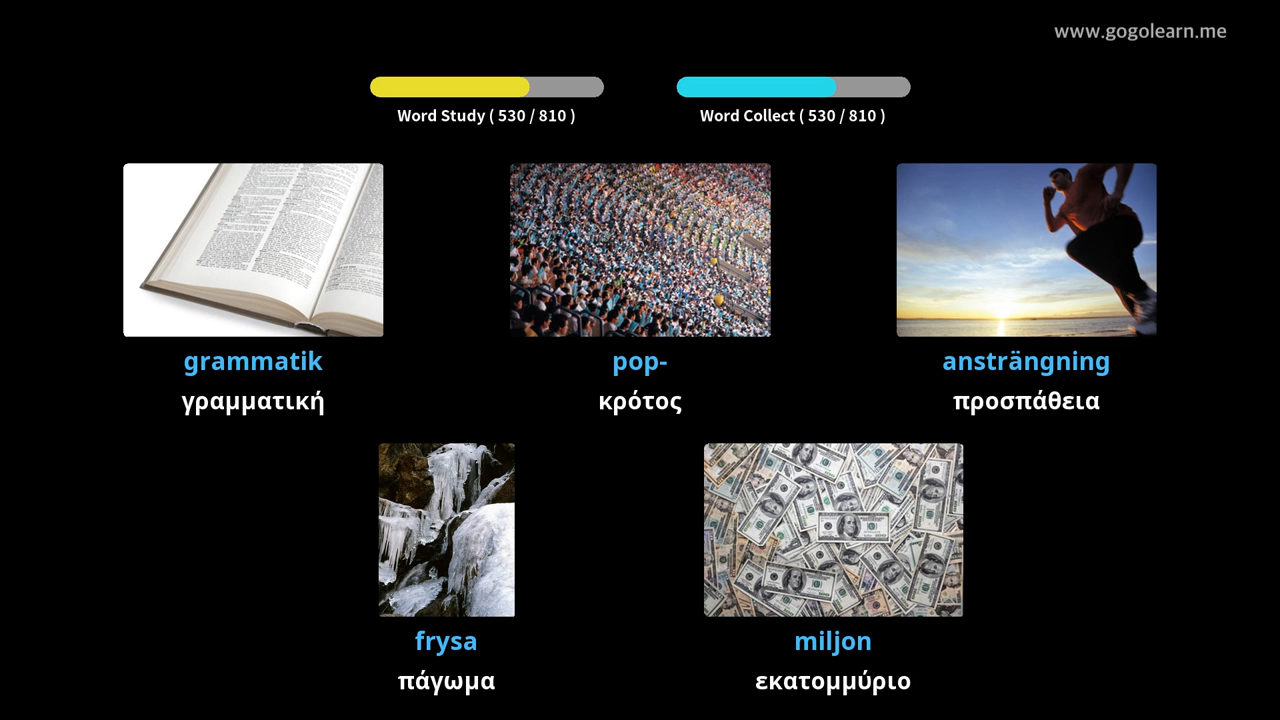 www.gogolearn.me
Word Study ( 530 / 810 )
Word Collect ( 530 / 810 )
grammatik
pop-
ansträngning
γραμματική
κρότος
προσπάθεια
frysa
miljon
πάγωμα
εκατομμύριο